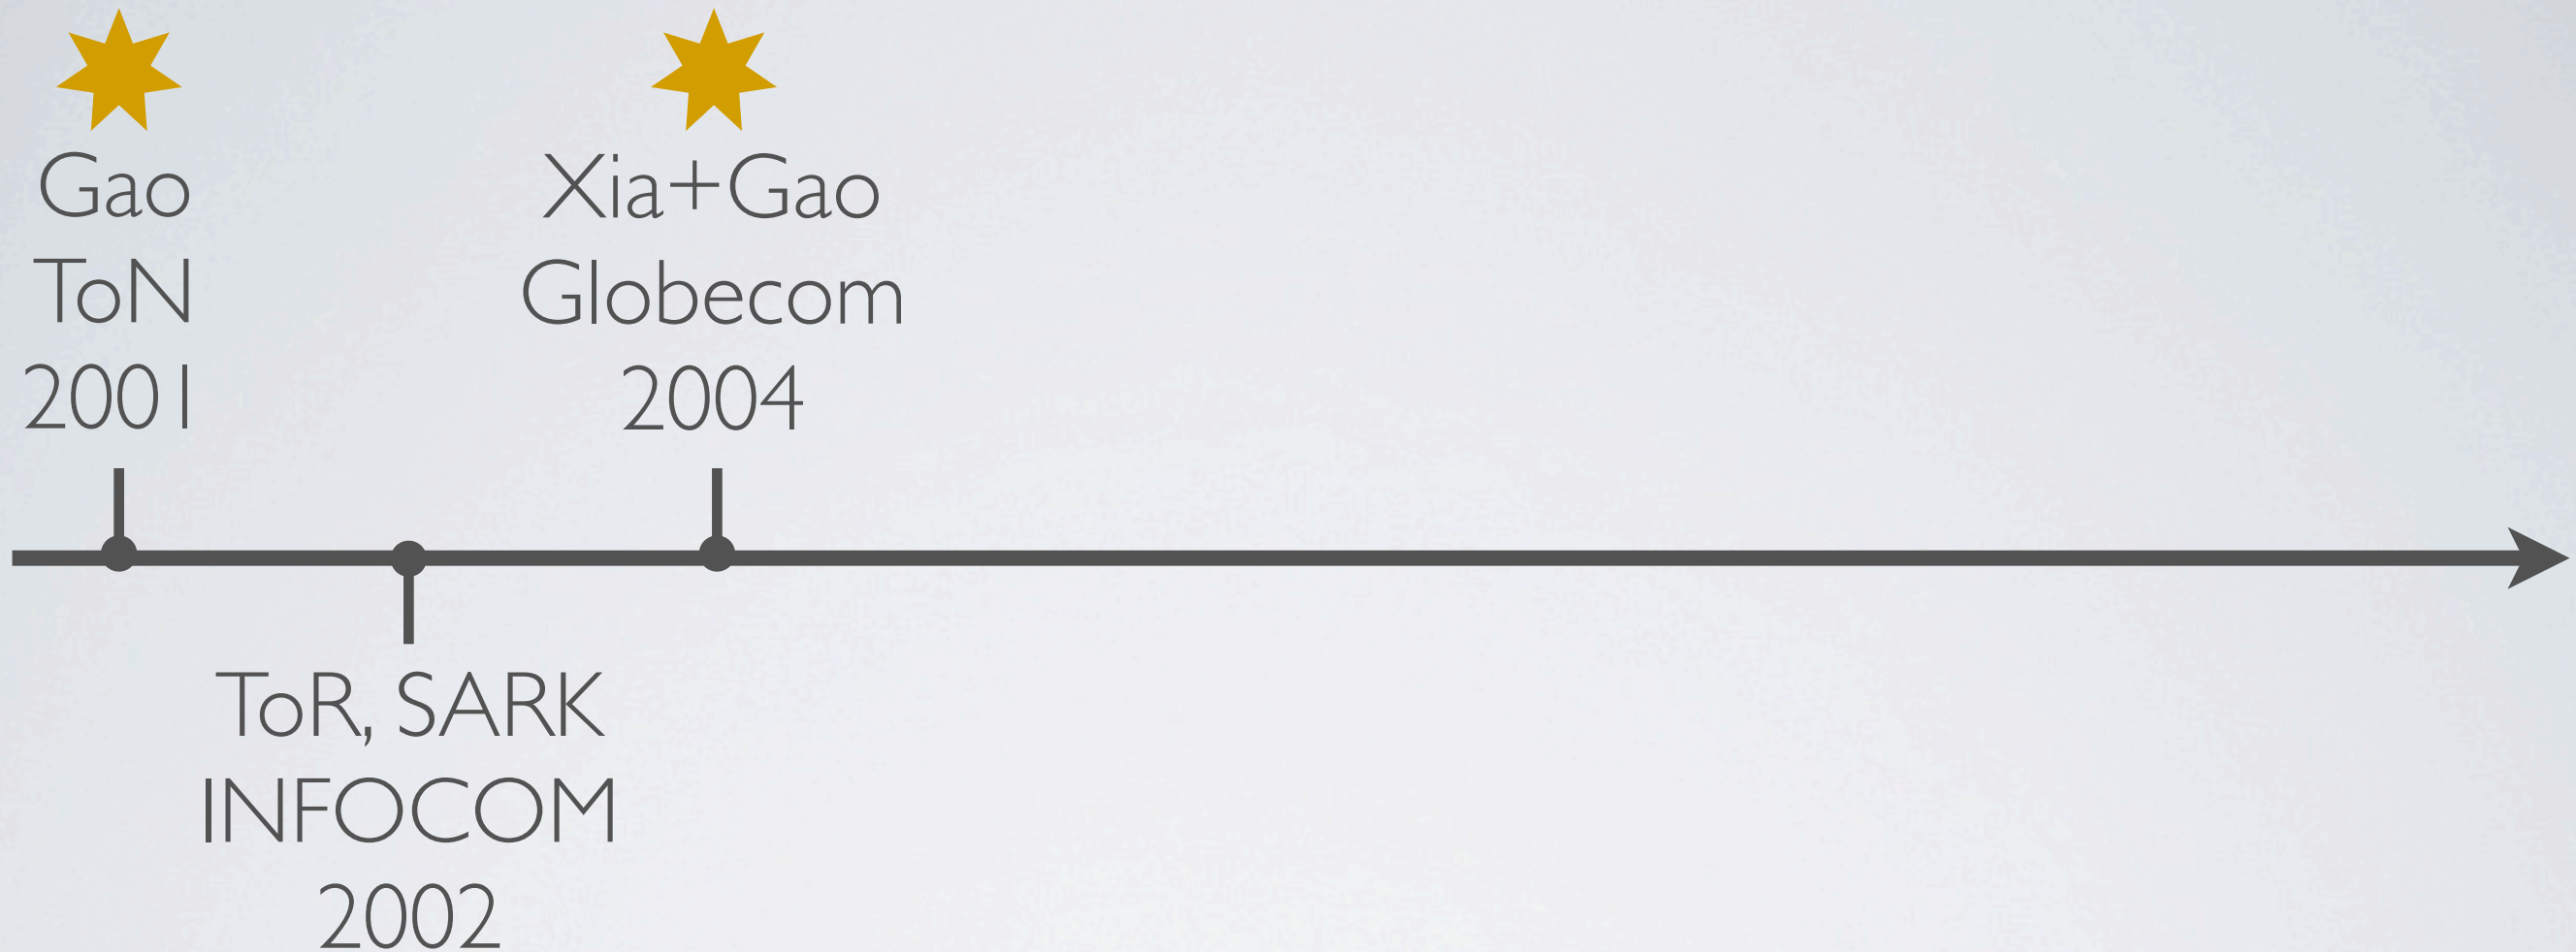 Gao
ToN
2001
Xia+Gao
Globecom
2004
ToR, SARK
INFOCOM
2002